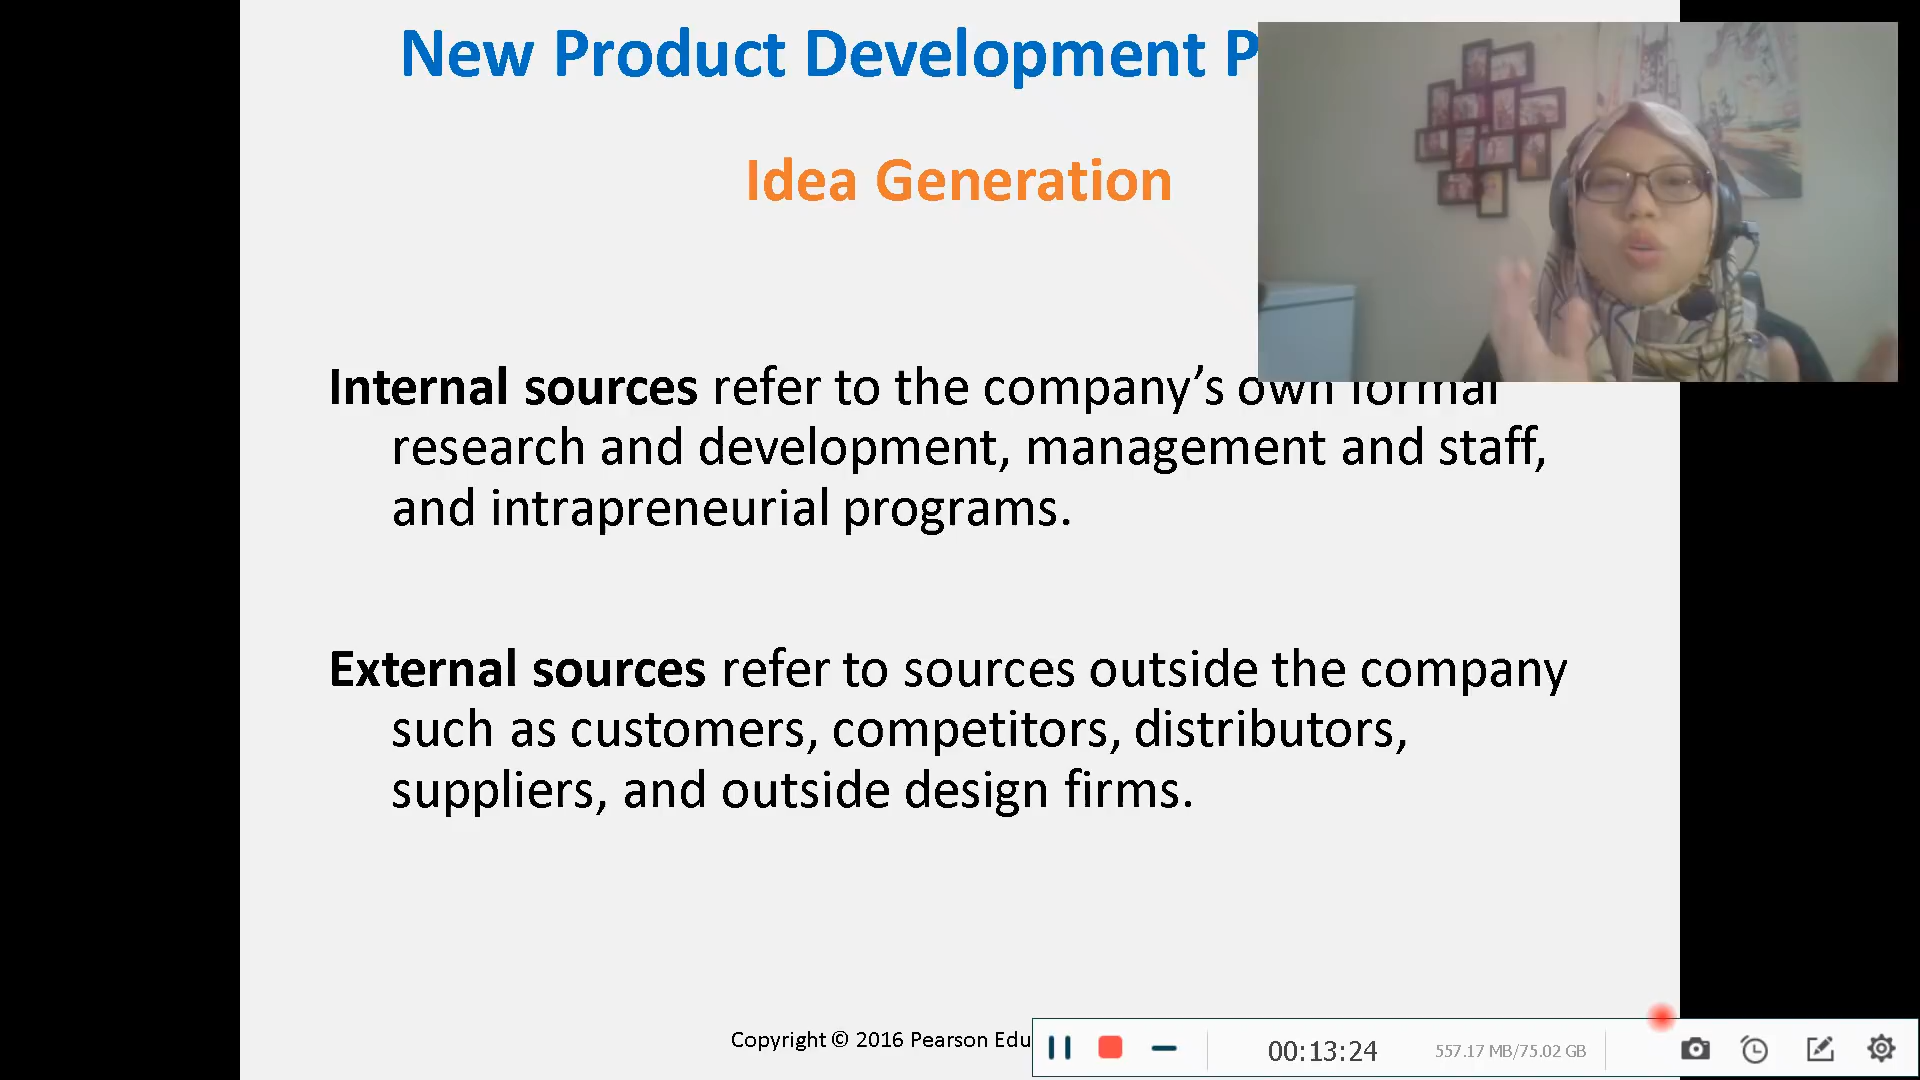 New Product Development P
Idea Generation
Internal sources refer to the company’s own formal
research and development, management and staff,
and intrapreneurial programs.
External sources refer to sources outside the company
such as customers, competitors, distributors,
suppliers, and outside design firms.
Copyright © 2016 Pearson Edu
00:13:24
557.17 MB/75.02 GB